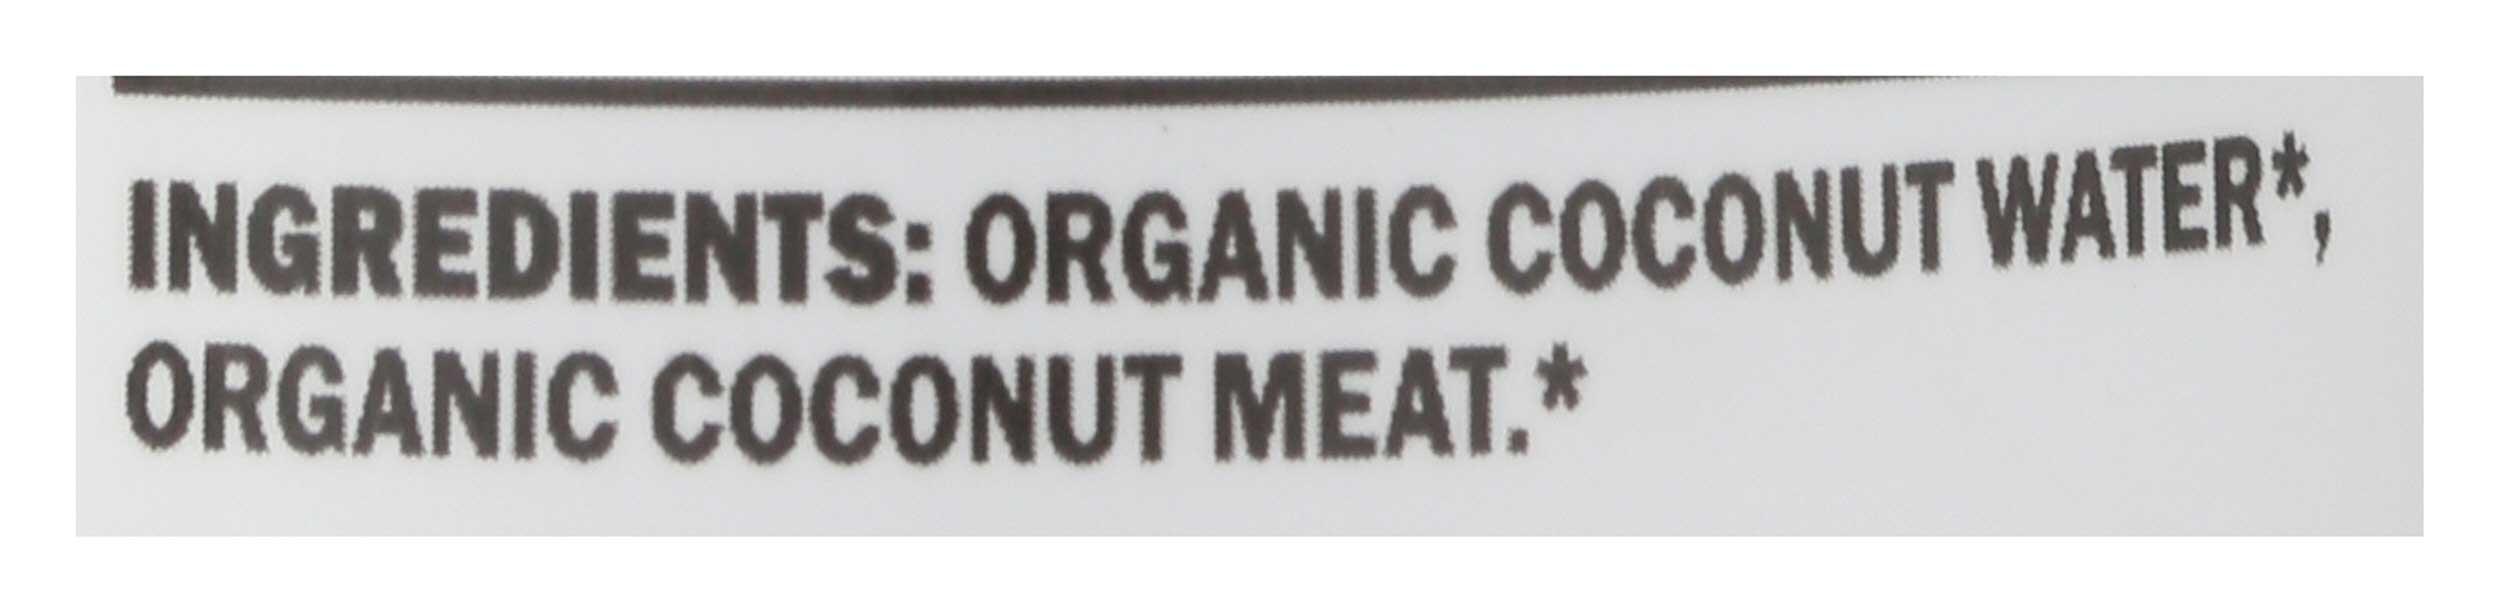 INGREDIENTS: ORGANIC COCONUT WATER*,
ORGANIC COCONUT MEAT.*